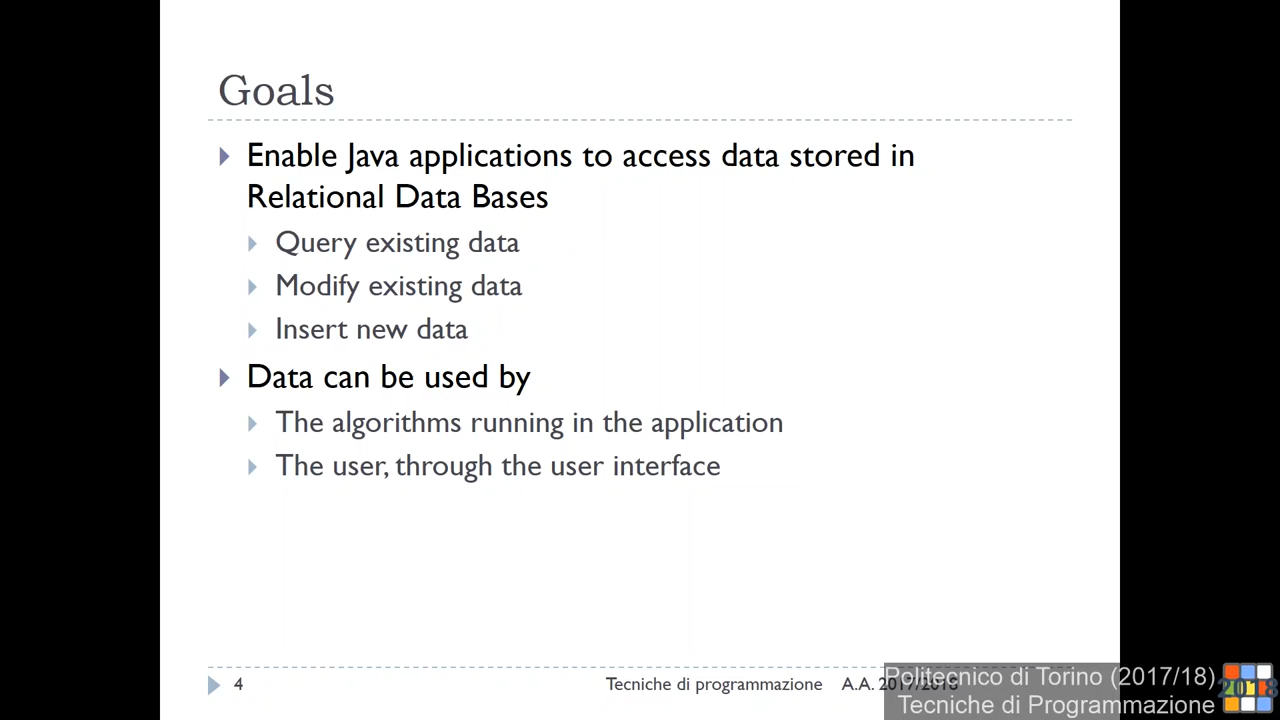 Goals
Enable Java applications to access data stored in
Relational Data Bases
Query existing data
Modify existing data
Insert new data
Data can be used by
The algorithms running in the application
The user, through the user interface
4
Tecniche di programmazione A.A. 2017/2018
Politecnico di Torino (2017/18)
Tecniche di Programmazione
2018